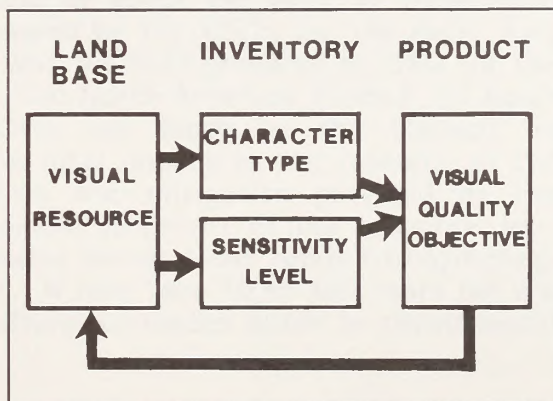 LAND
BASE
INVENTORY
PRODUCT
VISUAL
RESOURCE
CHARACTER
TYPE
SENSITIVITY
LEVEL
VISUAL
QUALITY
OBJECTIVE